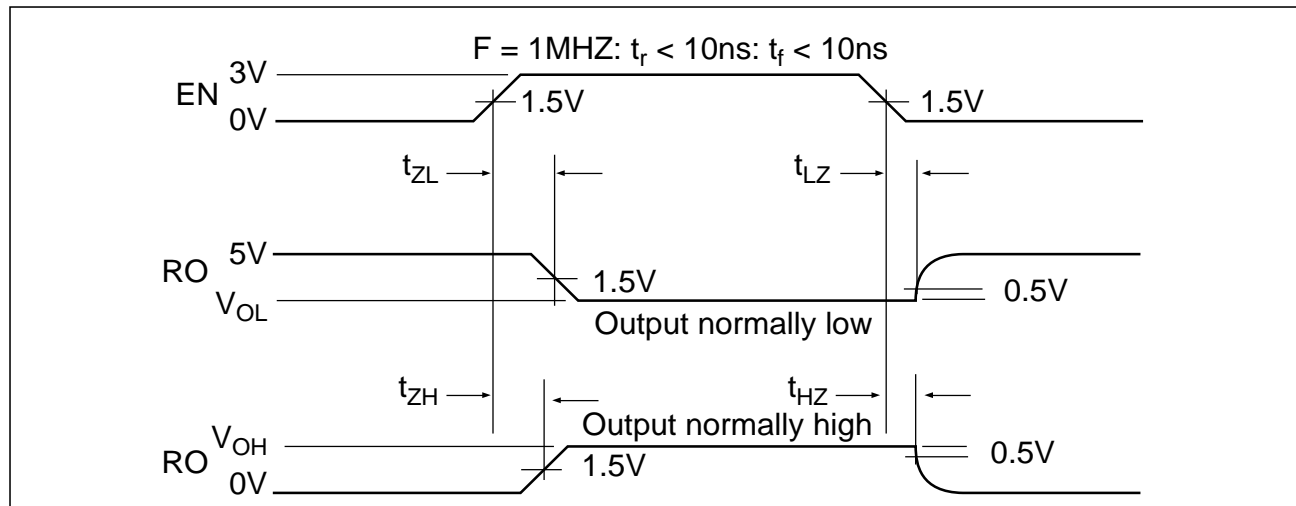 F = 1MHZ: tr < 10ns: tf < 10ns
3V
EN
1.5V
1.5V
0V
tZL
tLZ
5V
RO
1.5V
0.5V
VOL
Output normally low
tZH
tHZ
Output normally high
VOH
RO
1.5V
0.5V
0V